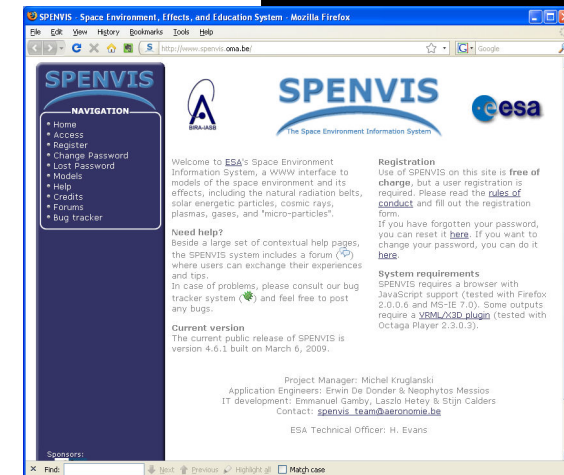 SPENVIS - Space Environment, Effects, and Education System - Mozilla Firefox
File Edit View History Bookmarks Tools Help
http://www.spenvis.oma.be/
Google
SPENVIS
NAVIGATION
Home
Access
Register
Change Password
Lost Password
Models
Help
Credits
Forums
Bug tracker
Sponsors:
BIRA-IASB
SPENVIS
The Space Environment Information System
esa
Welcome to ESA's Space Environment
Information System, a WWW interface to
models of the space environment and its
effects, including the natural radiation belts,
solar energetic particles, cosmic rays,
plasmas, gases, and "micro-particles".
Need help?
Beside a large set of contextual help pages,
the SPENVIS system includes a forum ( )
where users can exchange their experiences
and tips.
In case of problems, please consult our bug
tracker system ( ) and feel free to post
any bugs.
Current version
The current public release of SPENVIS is
version 4.6.1 built on March 6, 2009.
Registration
Use of SPENVIS on this site is free of
charge, but a user registration is
required. Please read the rules of
conduct and fill out the registration
form.
If you have forgotten your password,
you can reset it here. If you want to
change your password, you can do it
here.
System requirements
SPENVIS requires a browser with
JavaScript support (tested with Firefox
2.0.0.6 and MS-IE 7.0). Some outputs
require a VRML/X3D plugin (tested with
Octaga Player 2.3.0.3).
Project Manager: Michel Kruglanski
Application Engineers: Erwin De Donder & Neophytos Messios
IT development: Emmanuel Gamby, Laszlo Hetey & Stijn Calders
Contact: spenvis_team@aeronomie.be
ESA Technical Officer: H. Evans
Find: Next Previous Highlight all Match case